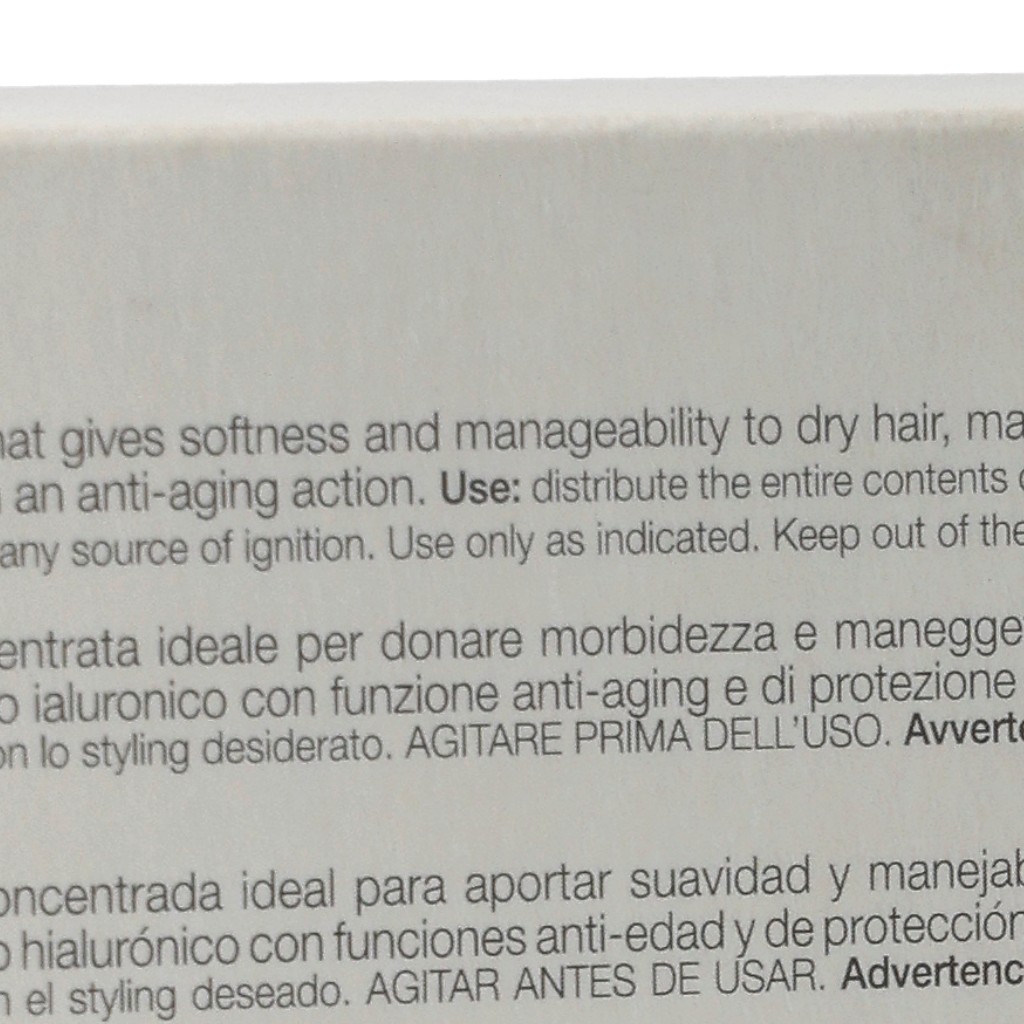 hat gives softness and manageability to dry hair, ma
an anti-aging action. Use: distribute the entire contents
any source of ignition. Use only as indicated. Keep out of the
entrata ideale per donare morbidezza e manegge
o ialuronico con funzione anti-aging e di protezione
on lo styling desiderato. AGITARE PRIMA DELL'USO. Avverte
oncentrada ideal para aportar suavidad y manejab
o hialurónico con funciones anti-edad y de protección
n el styling deseado. AGITAR ANTES DE USAR. Advertenc